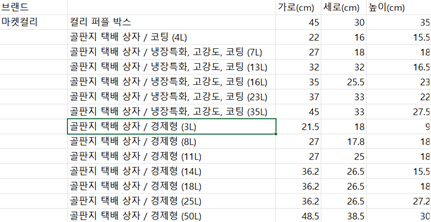 브랜드 가로(cm) 세로(cm) 높이(cm)
마켓컬리 컬리 퍼플 박스 45 30 35
골판지 택배 상자 / 코팅 (4L) 22 16 15.5
골판지 택배 상자 / 냉장특화, 고강도, 코팅 (7L) 27 18 18
골판지 택배 상자 / 냉장특화, 고강도, 코팅 (13L) 32 32 16.5
골판지 택배 상자 / 냉장특화, 고강도, 코팅 (16L) 35 25.5 23
골판지 택배 상자 / 냉장특화, 고강도, 코팅 (23L) 37 33 22
골판지 택배 상자 / 냉장특화, 고강도, 코팅 (35L) 45 33 27.5
골판지 택배 상자 / 경제형 (3L) 21.5 18 9
골판지 택배 상자 / 경제형 (8L) 27 17.8 18
골판지 택배 상자 / 경제형 (11L) 27 25 18
골판지 택배 상자 / 경제형 (14L) 36.2 26.5 15.5
골판지 택배 상자 / 경제형 (18L) 36.2 26.5 18
골판지 택배 상자 / 경제형 (25L) 36.2 26.5 27.2
골판지 택배 상자 / 경제형 (50L) 48.5 38.5 30